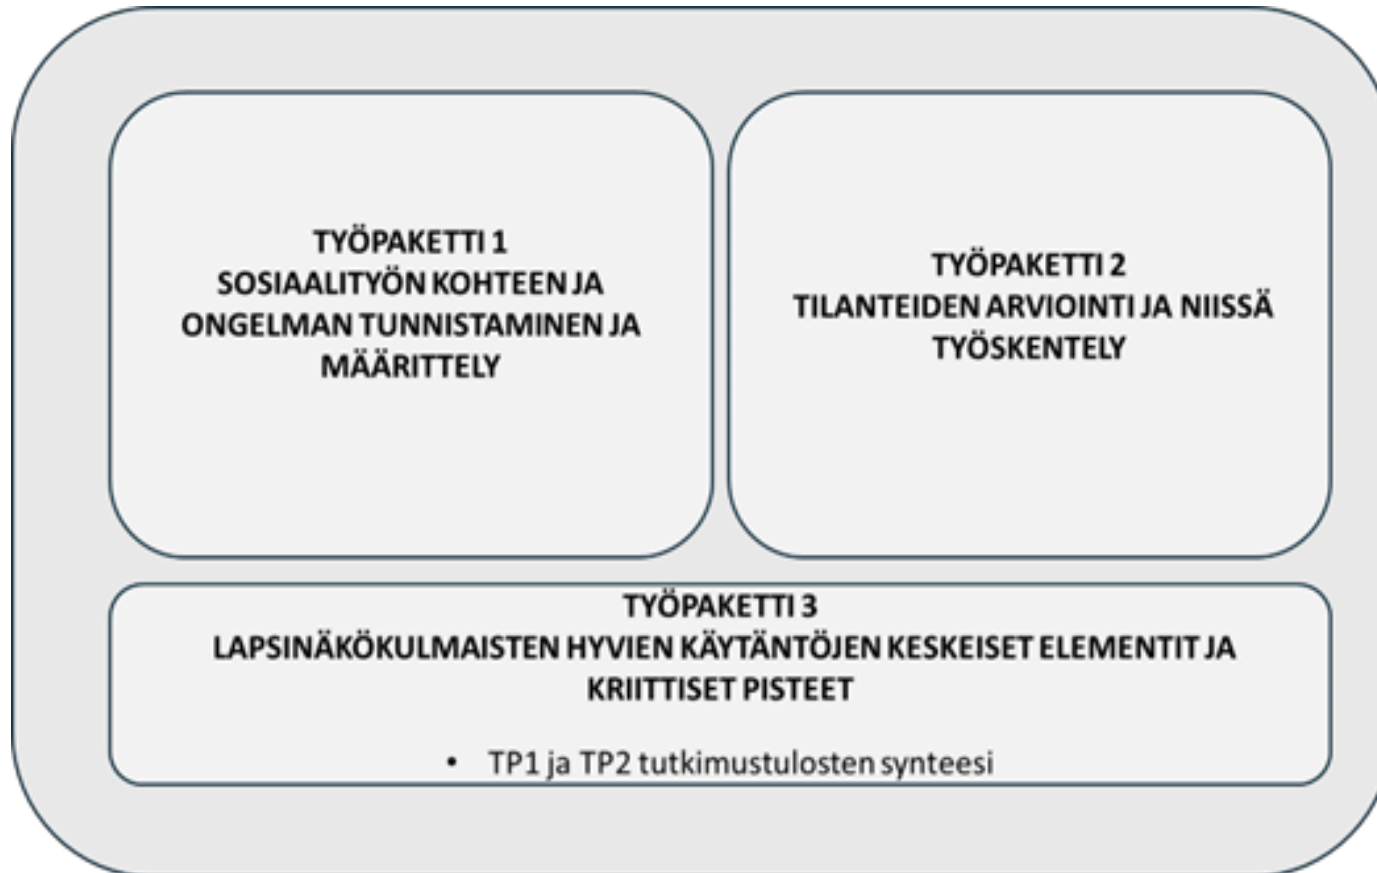 TYÖPAKETTI 1
SOSIAALITYÖN KOHTEEN JA
ONGELMAN TUNNISTAMINEN JA
MÄÄRITTELY
TYÖPAKETTI 2
TILANTEIDEN ARVIOINTI JA NIISSÄ
TYÖSKENTELY
TYÖPAKETTI 3
LAPSINÄKÖKULMAISTEN HYVIEN KÄYTÄNTÖJEN KESKEISET ELEMENTIT JA
KRIITTISET PISTEET
• TP1 ja TP2 tutkimustulosten synteesi